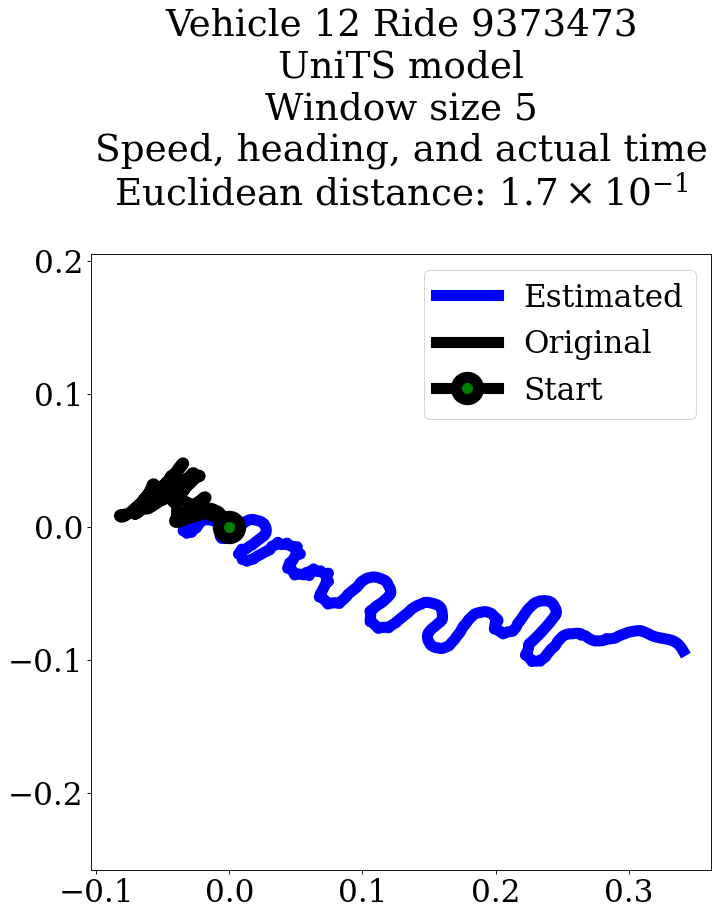 Vehicle 12 Ride 9373473
UniTS model
Window size 5
Speed, heading, and actual time
Euclidean distance: 1.7 × 10⁻¹
0.2
0.1
0.0
−0.1
−0.2
Estimated
Original
Start
−0.1 0.0 0.1 0.2 0.3